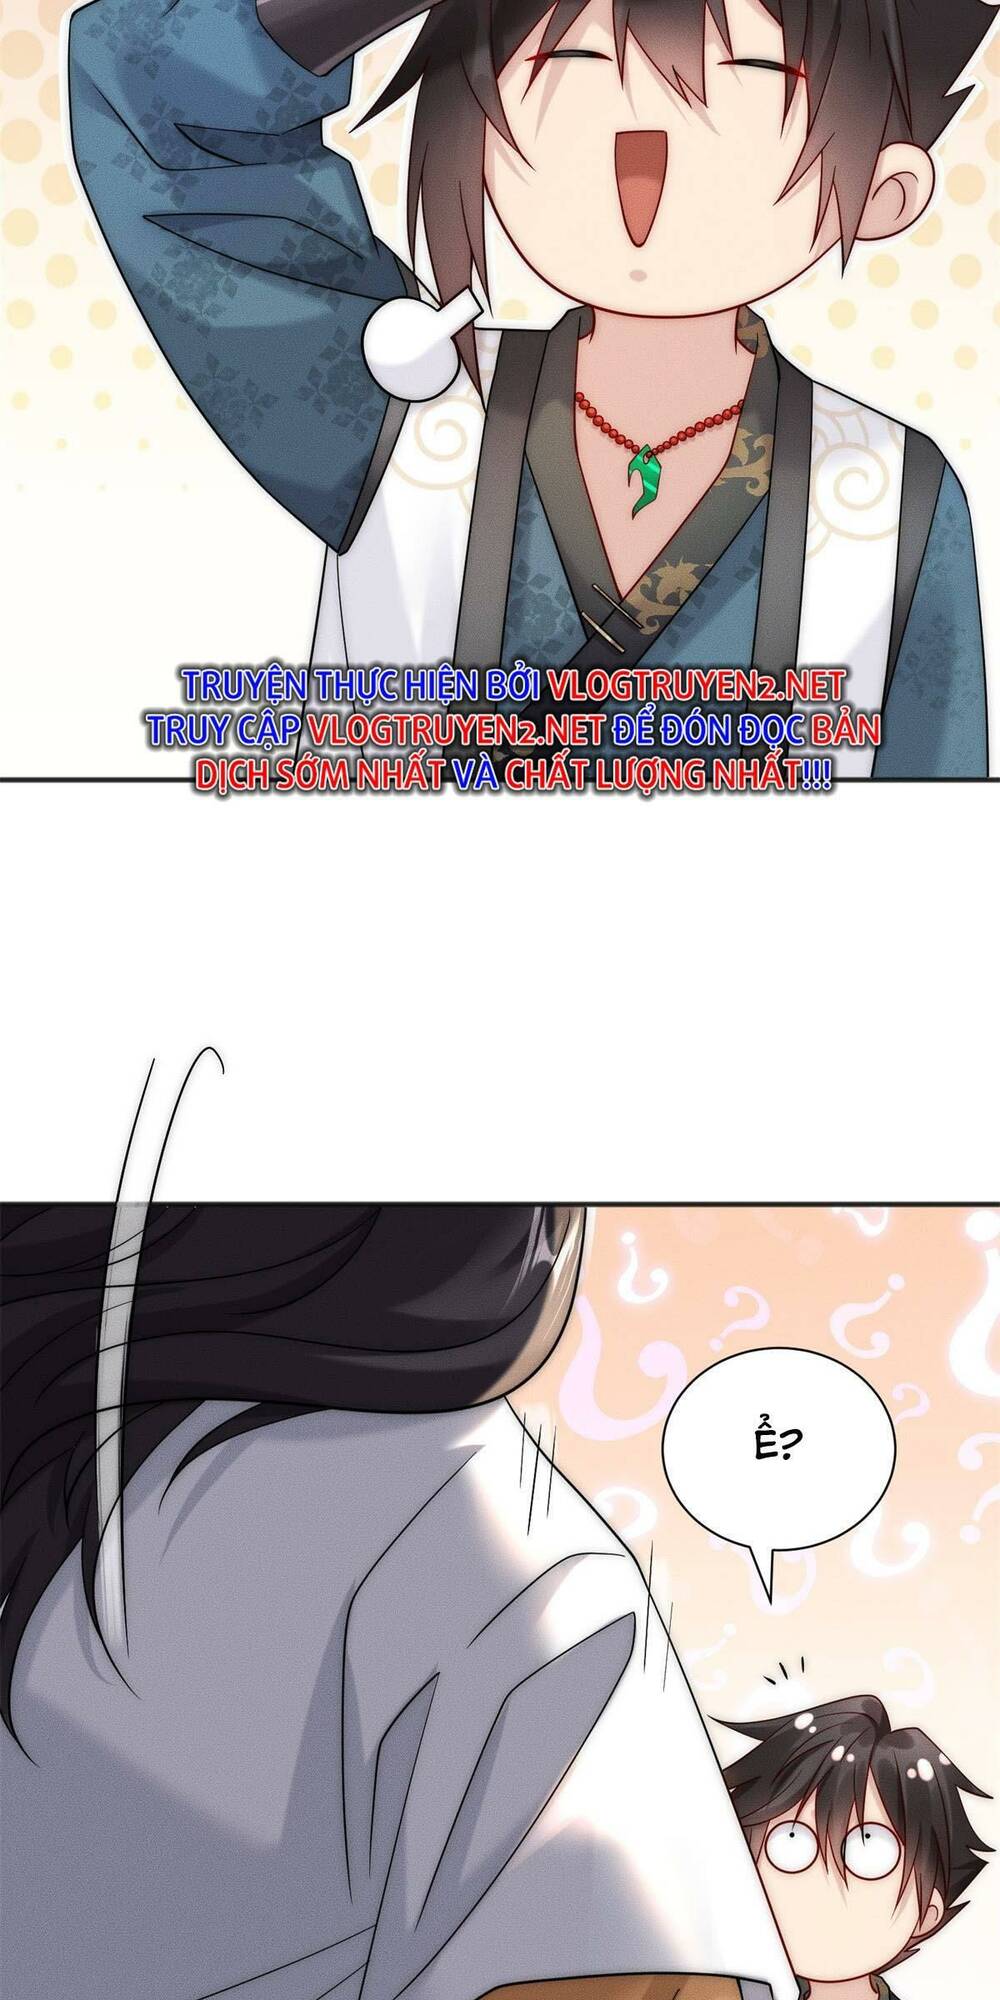 TRUYỆN THỰC HIỆN BỞI VLOGTRUYEN2.NET
TRUY CẬP VLOGTRUYEN2.NET ĐỂ ĐÓN ĐỌC BẢN
DỊCH SỚM NHẤT VÀ CHẤT LƯỢNG NHẤT!!!
Ể?